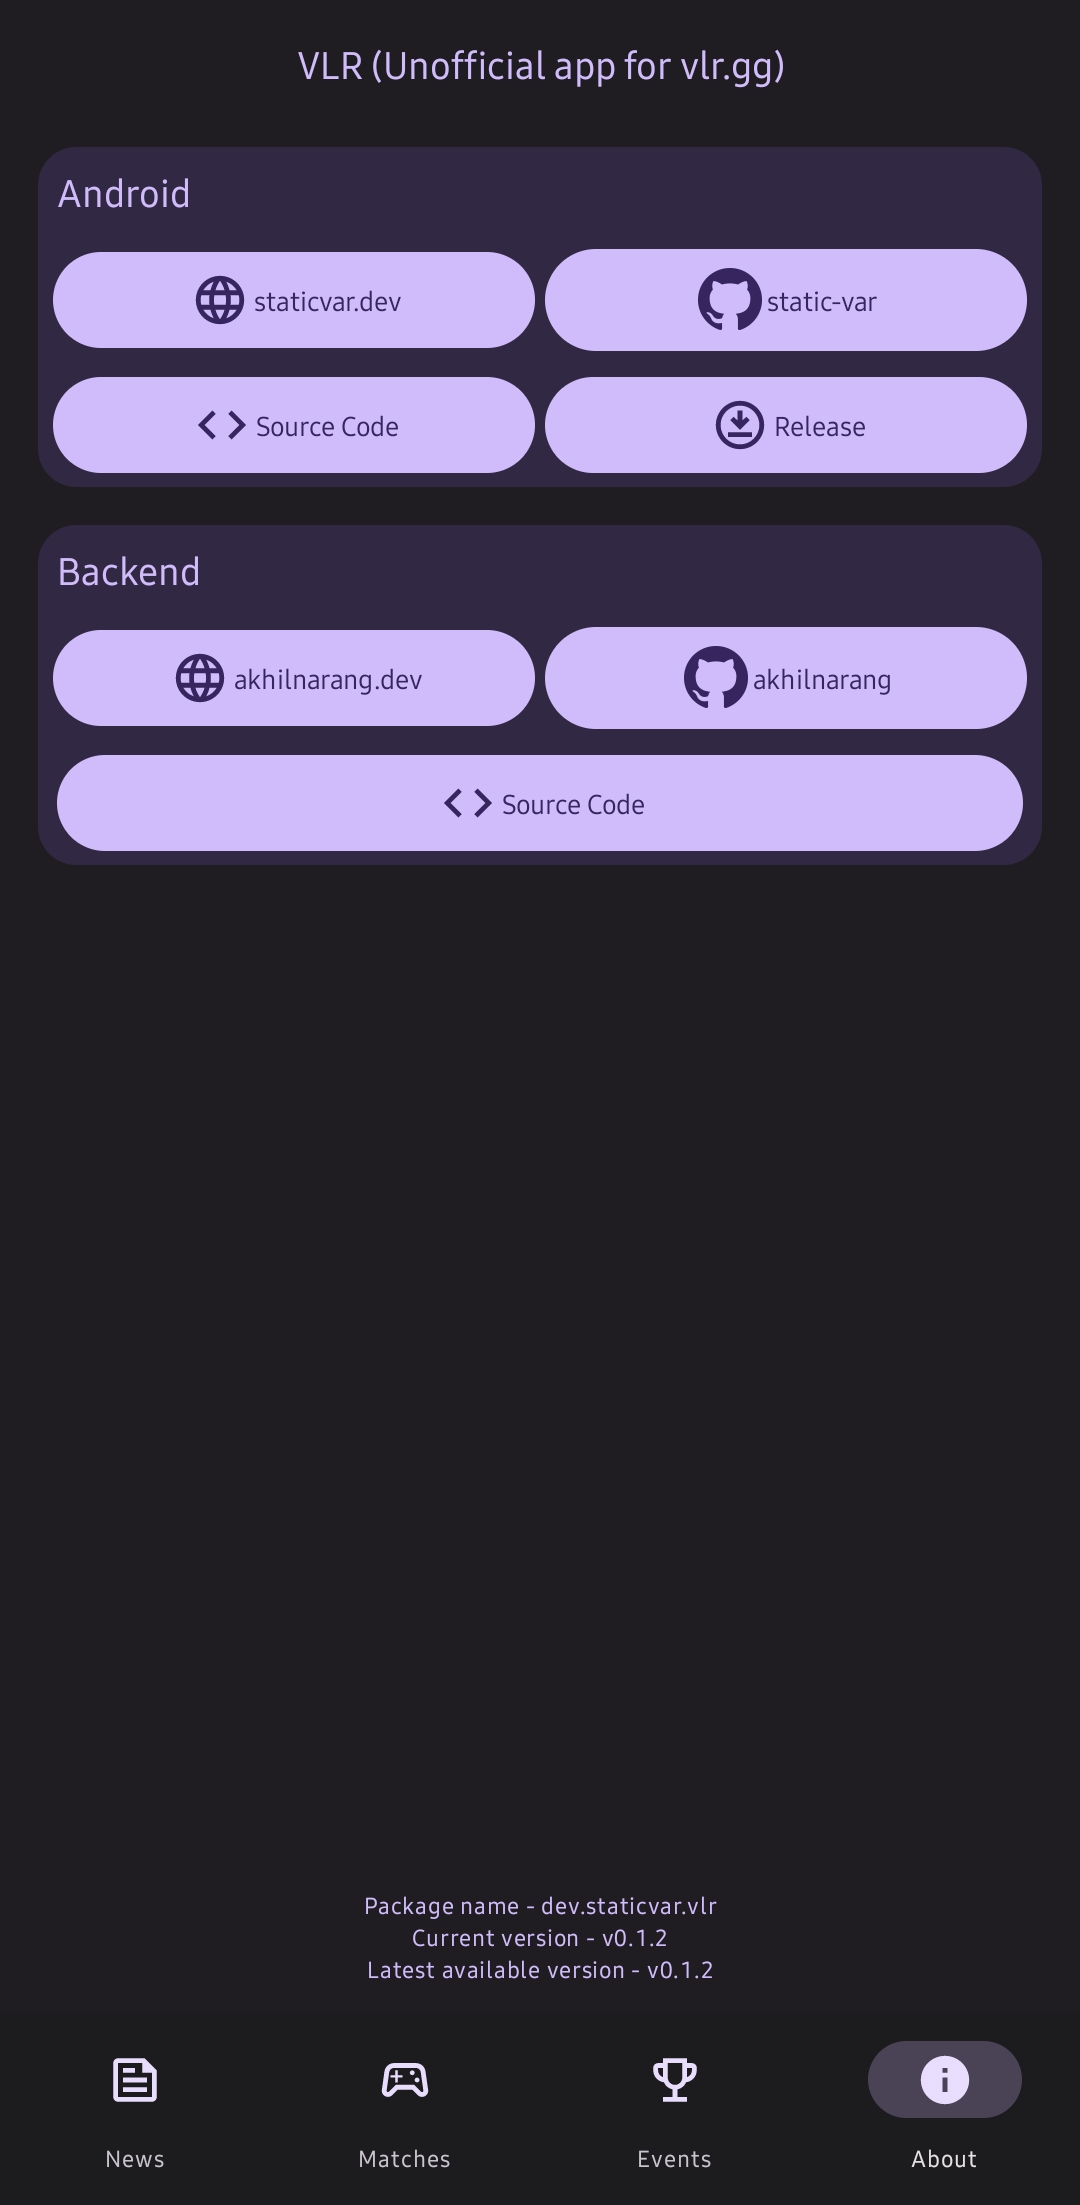 VLR (Unofficial app for vlr.gg)
Android
staticvar.dev
static-var
Source Code
Release
Backend
akhilnarang.dev
akhilnarang
Source Code
Package name - dev.staticvar.vlr
Current version - v0.1.2
Latest available version - v0.1.2
News
Matches
Events
About